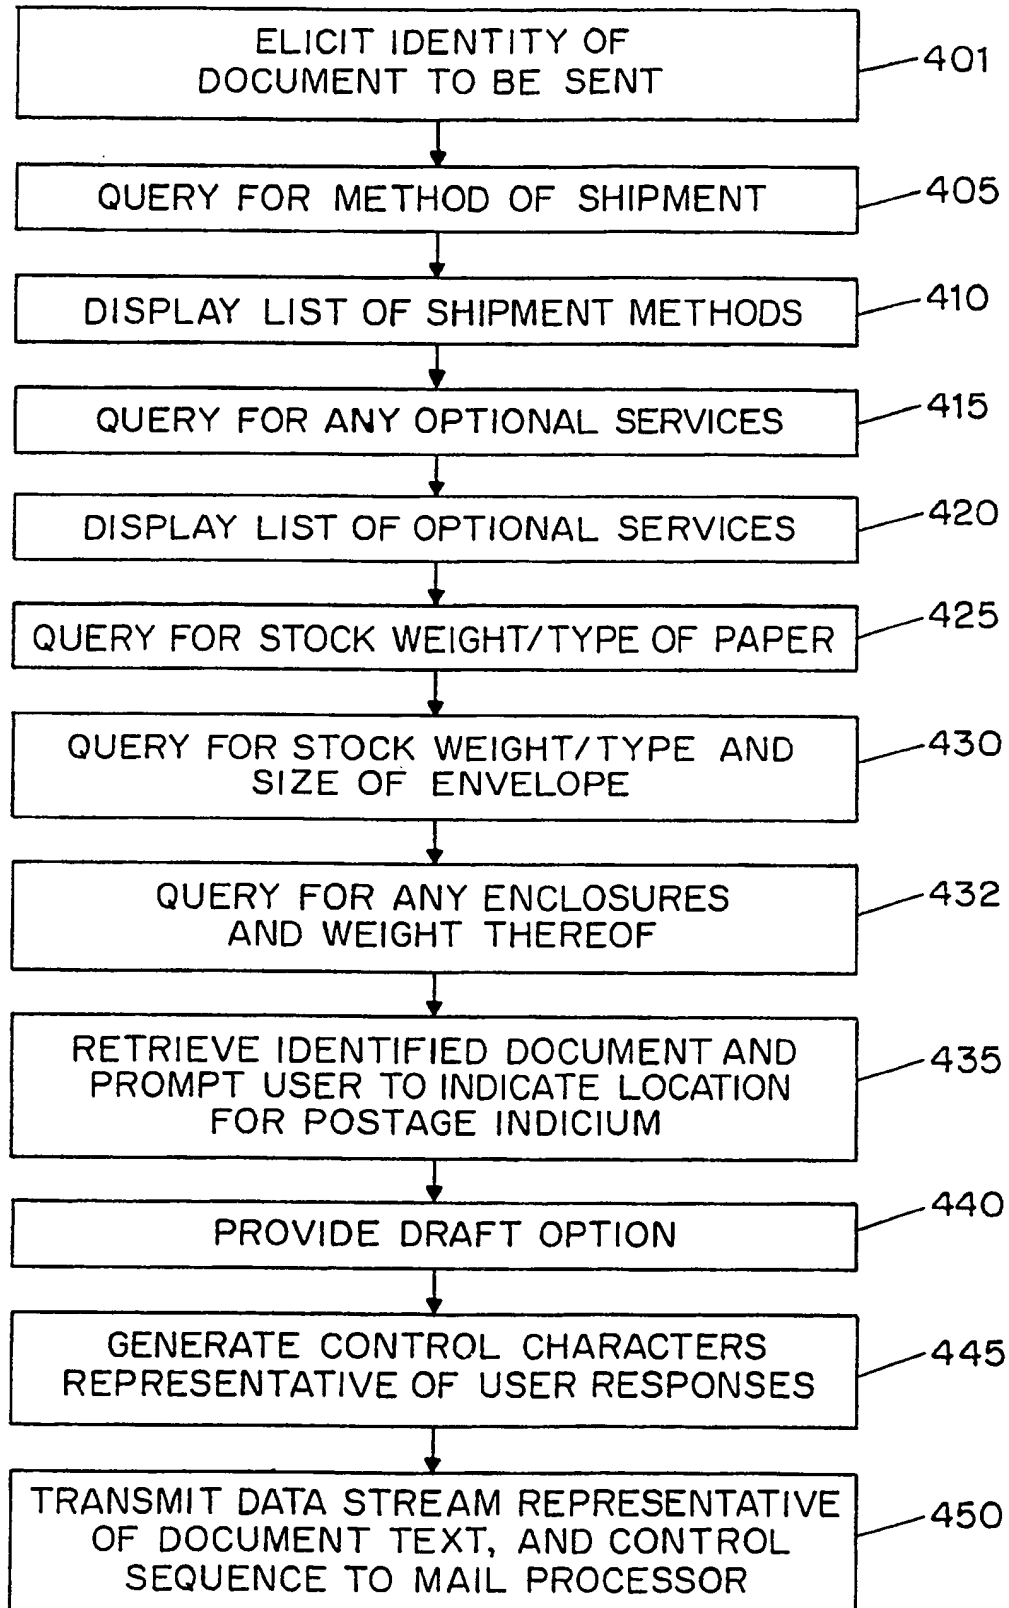 ELICIT IDENTITY OF
DOCUMENT TO BE SENT
401
QUERY FOR METHOD OF SHIPMENT
405
DISPLAY LIST OF SHIPMENT METHODS
410
QUERY FOR ANY OPTIONAL SERVICES
415
DISPLAY LIST OF OPTIONAL SERVICES
420
QUERY FOR STOCK WEIGHT/TYPE OF PAPER
425
QUERY FOR STOCK WEIGHT/TYPE AND
SIZE OF ENVELOPE
430
QUERY FOR ANY ENCLOSURES
AND WEIGHT THEREOF
432
RETRIEVE IDENTIFIED DOCUMENT AND
PROMPT USER TO INDICATE LOCATION
FOR POSTAGE INDICIUM
435
PROVIDE DRAFT OPTION
440
GENERATE CONTROL CHARACTERS
REPRESENTATIVE OF USER RESPONSES
445
TRANSMIT DATA STREAM REPRESENTATIVE
OF DOCUMENT TEXT, AND CONTROL
SEQUENCE TO MAIL PROCESSOR
450